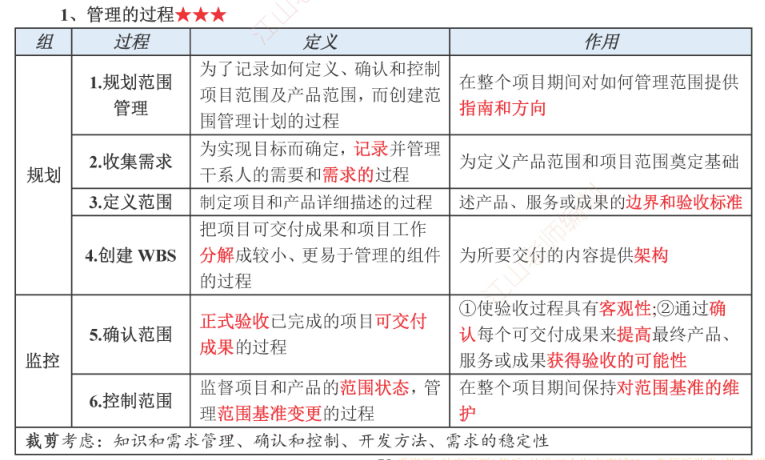 1、管理的过程★★★
组 过程 定义 作用
规划
1.规划范围
管理
为了记录如何定义、确认和控制
项目范围及产品范围，而创建范
围管理计划的过程
在整个项目期间对如何管理范围提供
指南和方向
2.收集需求
为实现目标而确定，记录并管理
干系人的需要和需求的过程
为定义产品范围和项目范围奠定基础
3.定义范围
制定项目和产品详细描述的过程
述产品、服务或成果的边界和验收标准
4.创建 WBS
把项目可交付成果和项目工作
分解成较小、更易于管理的组件
的过程
为所要交付的内容提供架构
监控
5.确认范围
正式验收已完成的项目可交付
成果的过程
①使验收过程具有客观性;②通过确
认每个可交付成果来提高最终产品、
服务或成果获得验收的可能性
6.控制范围
监督项目和产品的范围状态，管
理范围基准变更的过程
在整个项目期间保持对范围基准的维
护
裁剪考虑：知识和需求管理、确认和控制、开发方法、需求的稳定性